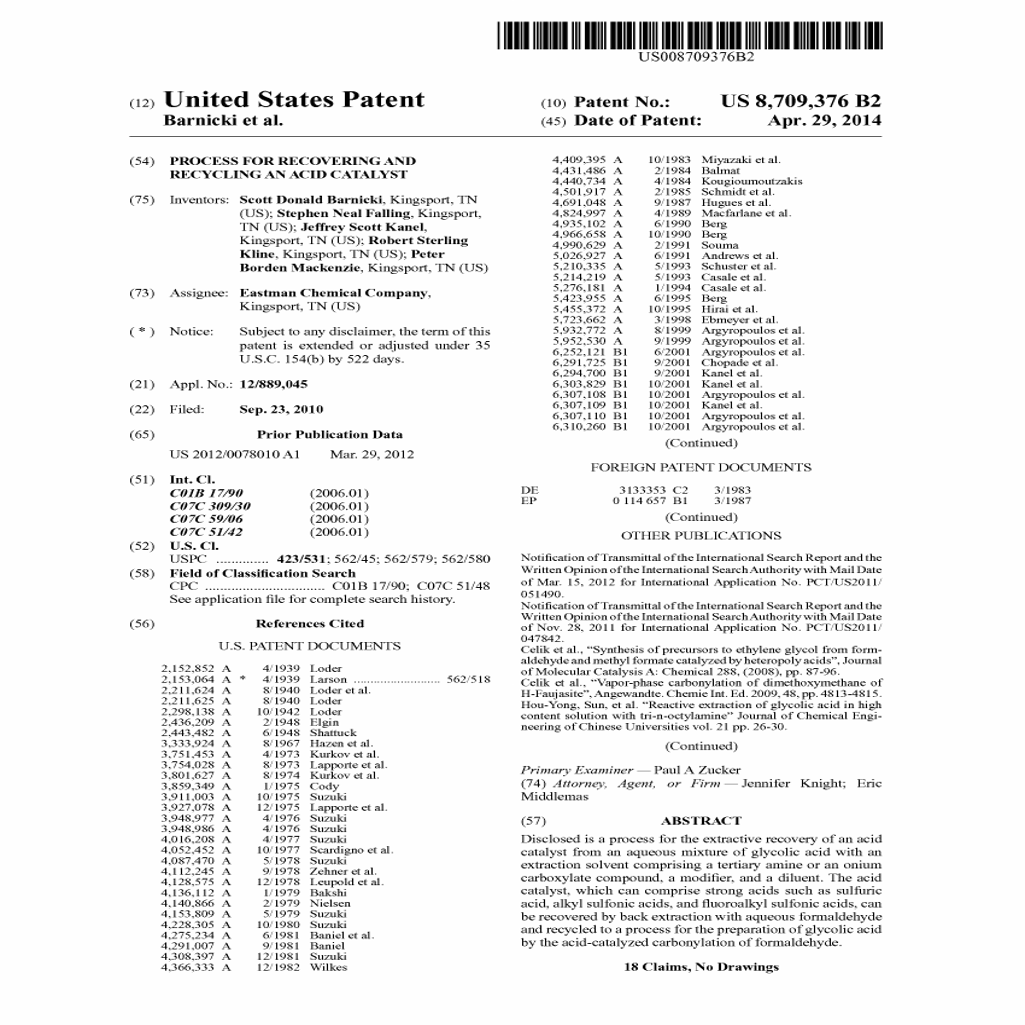 US008709376B2
(12) United States Patent
Barnicki et al.
(10) Patent No.: US 8,709,376 B2
(45) Date of Patent: Apr. 29, 2014
(54) PROCESS FOR RECOVERING AND
RECYCLING AN ACID CATALYST
(75) Inventors: Scott Donald Barnicki, Kingsport, TN
(US); Stephen Neal Falling, Kingsport,
TN (US); Jeffrey Scott Kanel,
Kingsport, TN (US); Robert Sterling
Kline, Kingsport, TN (US); Peter
Borden Mackenzie, Kingsport, TN (US)
(73) Assignee: Eastman Chemical Company,
Kingsport, TN (US)
( * ) Notice: Subject to any disclaimer, the term of this
patent is extended or adjusted under 35
U.S.C. 154(b) by 522 days.
(21) Appl. No.: 12/889,045
(22) Filed: Sep. 23, 2010
(65) Prior Publication Data
US 2012/0078010 A1 Mar. 29, 2012
(51) Int. Cl.
C01B 17/90 (2006.01)
C07C 309/30 (2006.01)
C07C 59/06 (2006.01)
C07C 51/42 (2006.01)
(52) U.S. Cl.
USPC ............. 423/531; 562/45; 562/579; 562/580
(58) Field of Classification Search
CPC ............................... C01B 17/90; C07C 51/48
See application file for complete search history.
(56) References Cited
U.S. PATENT DOCUMENTS
2,152,852 A 4/1939 Loder
2,153,064 A * 4/1939 Larson .......................... 562/518
2,211,624 A 8/1940 Loder et al.
2,211,625 A 8/1940 Loder
2,298,138 A 10/1942 Loder
2,436,209 A 2/1948 Elgin
2,443,482 A 6/1948 Shattuck
3,333,924 A 8/1967 Hazen et al.
3,751,453 A 4/1973 Kurkov et al.
3,754,028 A 8/1973 Lapporte et al.
3,801,627 A 8/1974 Kurkov et al.
3,859,349 A 1/1975 Cody
3,911,003 A 10/1975 Suzuki
3,927,078 A 12/1975 Lapporte et al.
3,948,977 A 4/1976 Suzuki
3,948,986 A 4/1976 Suzuki
4,016,208 A 4/1977 Suzuki
4,052,452 A 10/1977 Scardigno et al.
4,087,470 A 5/1978 Suzuki
4,112,245 A 9/1978 Zehner et al.
4,128,575 A 12/1978 Leupold et al.
4,136,112 A 1/1979 Bakshi
4,140,866 A 2/1979 Nielsen
4,153,809 A 5/1979 Suzuki
4,228,305 A 10/1980 Suzuki
4,275,234 A 6/1981 Baniel et al.
4,291,007 A 9/1981 Baniel
4,308,397 A 12/1981 Suzuki
4,366,333 A 12/1982 Wilkes
4,409,395 A 10/1983 Miyazaki et al.
4,431,486 A 2/1984 Balmat
4,440,734 A 4/1984 Kougioumoutzakis
4,501,917 A 2/1985 Schmidt et al.
4,691,048 A 9/1987 Hugues et al.
4,824,997 A 4/1989 Macfarlane et al.
4,935,102 A 6/1990 Berg
4,966,658 A 10/1990 Berg
4,990,629 A 2/1991 Souma
5,026,927 A 6/1991 Andrews et al.
5,210,335 A 5/1993 Schuster et al.
5,214,219 A 5/1993 Casale et al.
5,276,181 A 1/1994 Casale et al.
5,423,955 A 6/1995 Berg
5,455,372 A 10/1995 Hirai et al.
5,723,662 A 3/1998 Ebmeyer et al.
5,932,772 A 8/1999 Argyropoulos et al.
5,952,530 A 9/1999 Argyropoulos et al.
6,252,121 B1 6/2001 Argyropoulos et al.
6,291,725 B1 9/2001 Chopade et al.
6,294,700 B1 9/2001 Kanel et al.
6,303,829 B1 10/2001 Kanel et al.
6,307,108 B1 10/2001 Argyropoulos et al.
6,307,109 B1 10/2001 Kanel et al.
6,307,110 B1 10/2001 Argyropoulos et al.
6,310,260 B1 10/2001 Argyropoulos et al.
(Continued)
FOREIGN PATENT DOCUMENTS
DE 3133353 C2 3/1983
EP 0 114 657 B1 3/1987
(Continued)
OTHER PUBLICATIONS
Notification of Transmittal of the International Search Report and the
Written Opinion of the International Search Authority with Mail Date
of Mar. 15, 2012 for International Application No. PCT/US2011/
051490.
Notification of Transmittal of the International Search Report and the
Written Opinion of the International Search Authority with Mail Date
of Nov. 28, 2011 for International Application No. PCT/US2011/
047842.
Celik et al., “Synthesis of precursors to ethylene glycol from form-
aldehyde and methyl formate catalyzed by heteropoly acids”, Journal
of Molecular Catalysis A: Chemical 288, (2008), pp. 87-96.
Celik et al., “Vapor-phase carbonylation of dimethoxymethane of
H-Faujasite”, Angewandte. Chemie Int. Ed. 2009, 48, pp. 4813-4815.
Hou-Yong, Sun, et al. “Reactive extraction of glycolic acid in high
content solution with tri-n-octylamine” Journal of Chemical Engi-
neering of Chinese Universities vol. 21 pp. 26-30.
(Continued)
Primary Examiner — Paul A Zucker
(74) Attorney, Agent, or Firm — Jennifer Knight; Eric
Middlemas
(57) ABSTRACT
Disclosed is a process for the extractive recovery of an acid
catalyst from an aqueous mixture of glycolic acid with an
extraction solvent comprising a tertiary amine or an onium
carboxylate compound, a modifier, and a diluent. The acid
catalyst, which can comprise strong acids such as sulfuric
acid, alkyl sulfonic acids, and fluoroalkyl sulfonic acids, can
be recovered by back extraction with aqueous formaldehyde
and recycled to a process for the preparation of glycolic acid
by the acid-catalyzed carbonylation of formaldehyde.
18 Claims, No Drawings